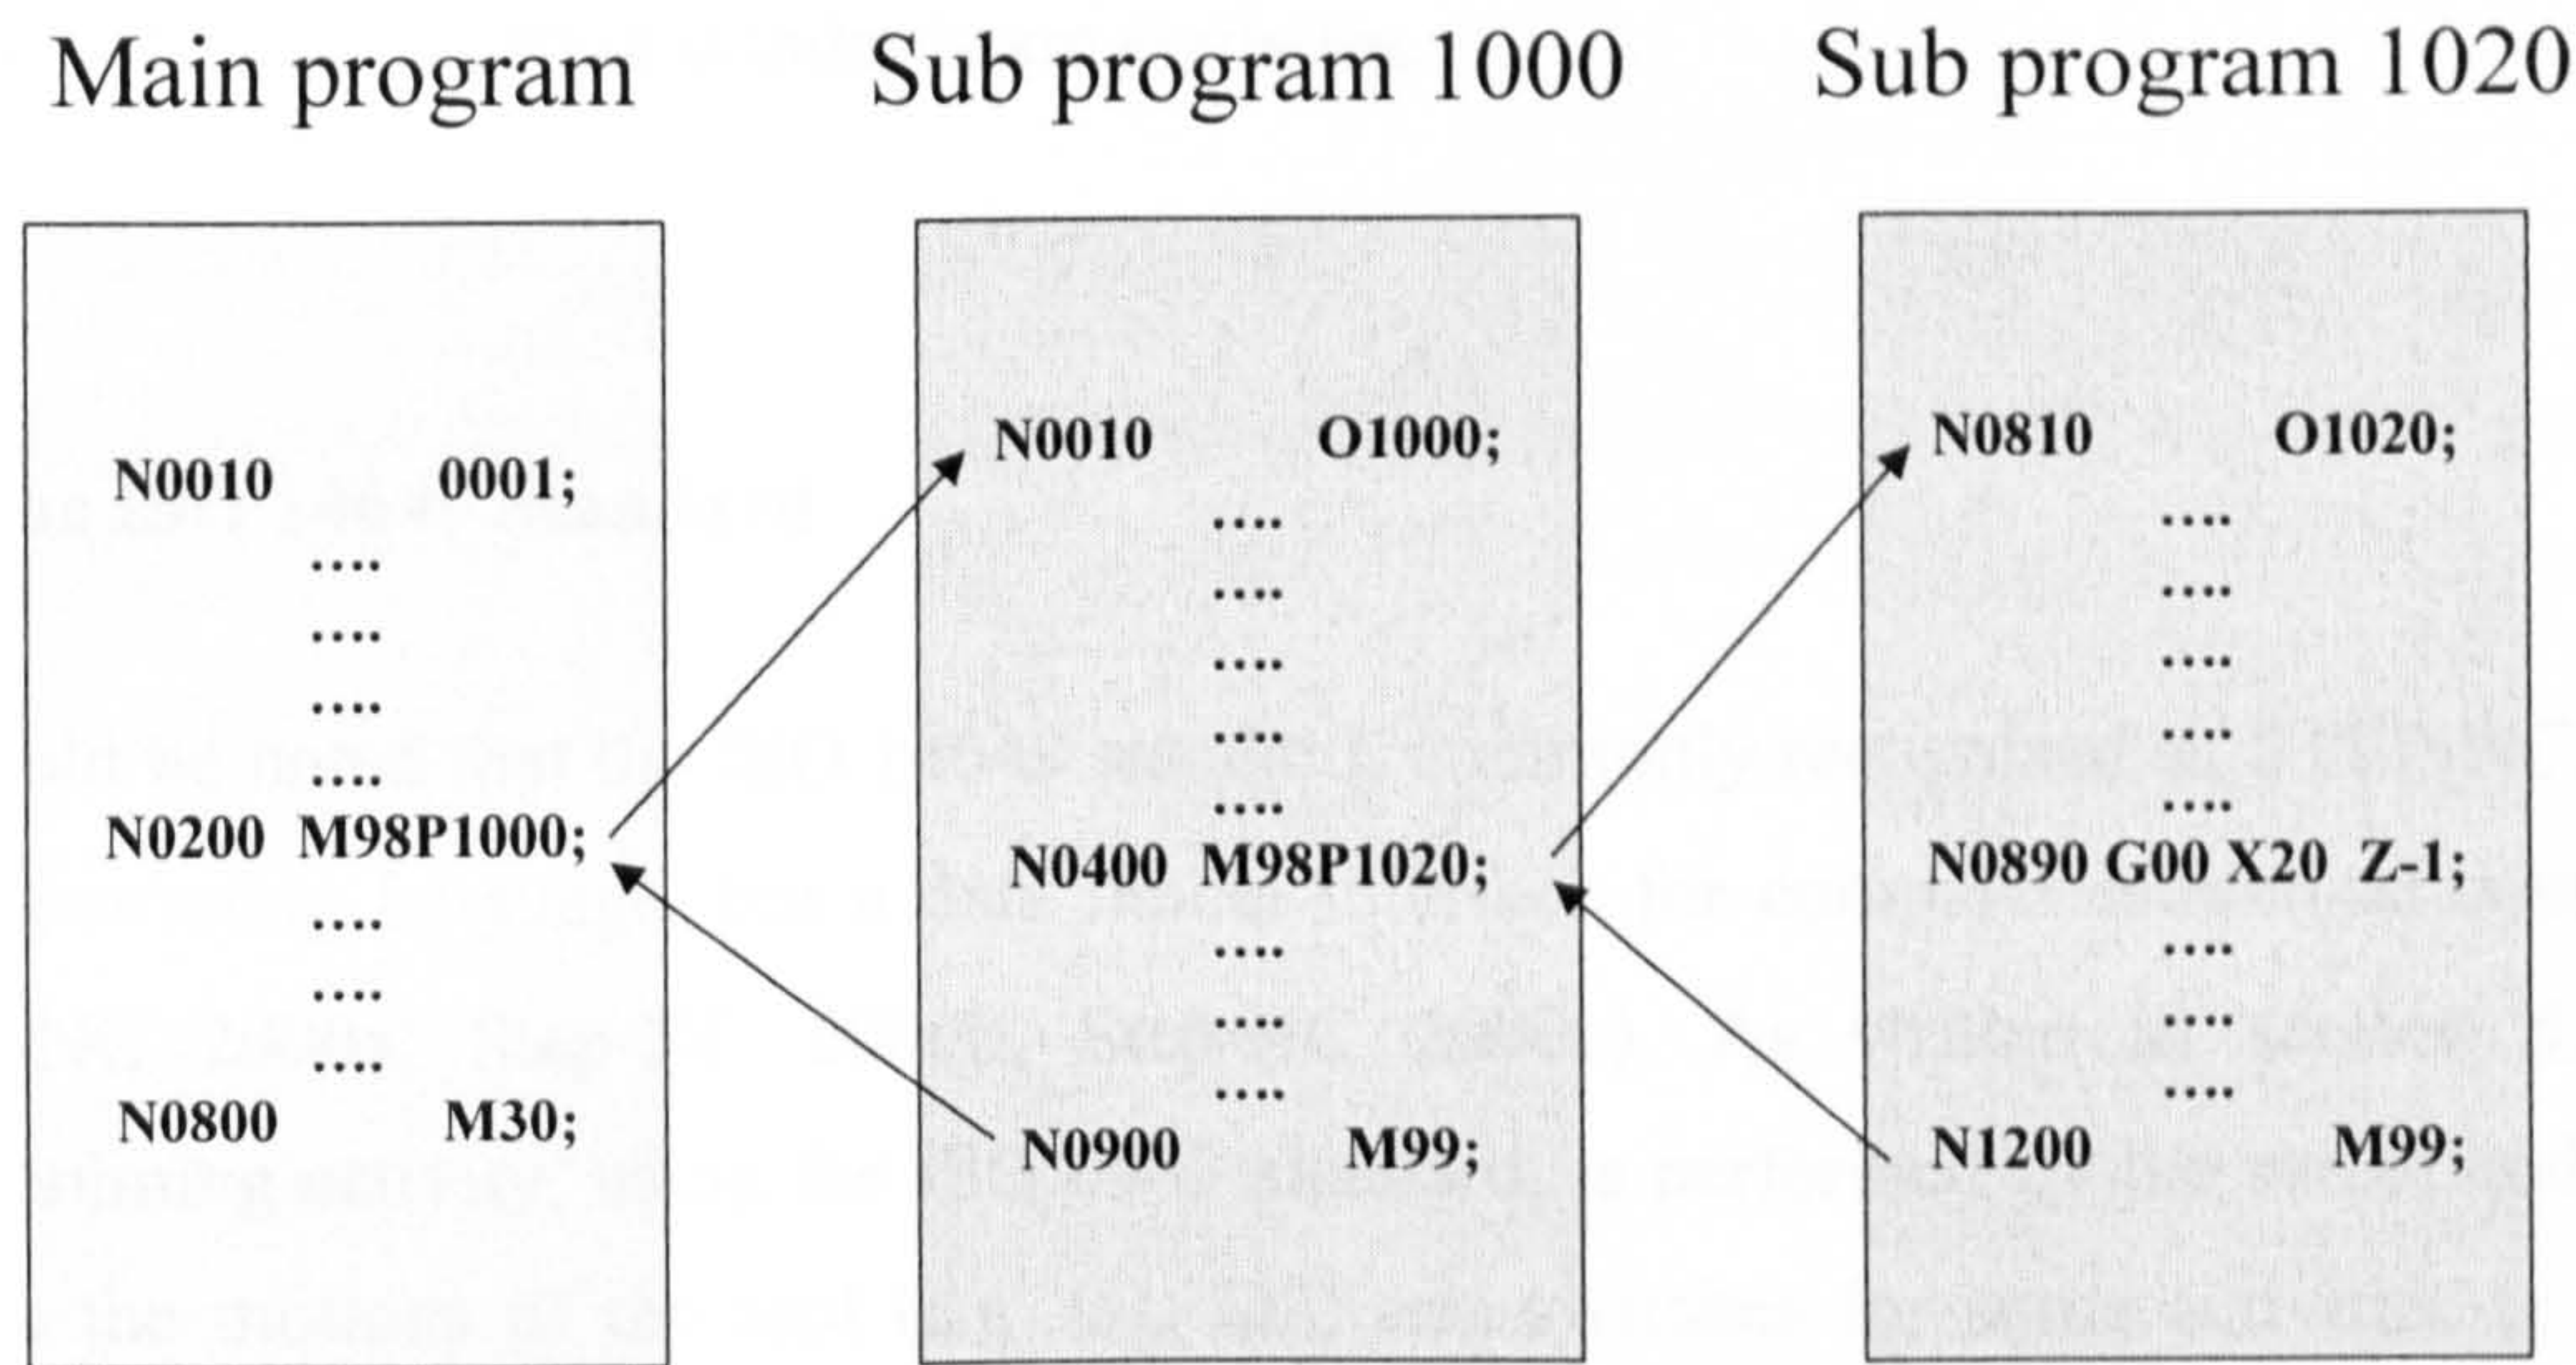 Main program
N0010 0001;
....
....
....
....
N0200 M98P1000;
....
....
....
N0800 M30;
Sub program 1000
N0010 O1000;
....
....
....
....
....
N0400 M98P1020;
....
....
....
N0900 M99;
Sub program 1020
N0810 O1020;
....
....
....
....
....
N0890 G00 X20 Z-1;
....
....
....
N1200 M99;